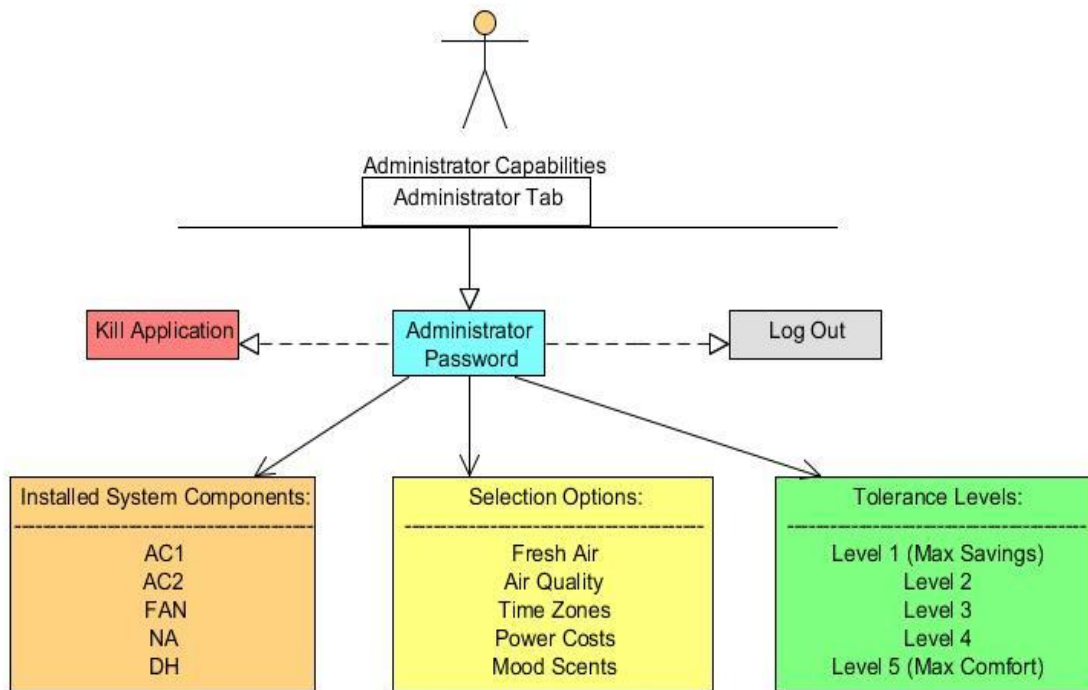 Administrator Capabilities
Administrator Tab
Kill Application
Administrator
Password
Log Out
Installed System Components:
AC1
AC2
FAN
NA
DH
Selection Options:
Fresh Air
Air Quality
Time Zones
Power Costs
Mood Scents
Tolerance Levels:
Level 1 (Max Savings)
Level 2
Level 3
Level 4
Level 5 (Max Comfort)